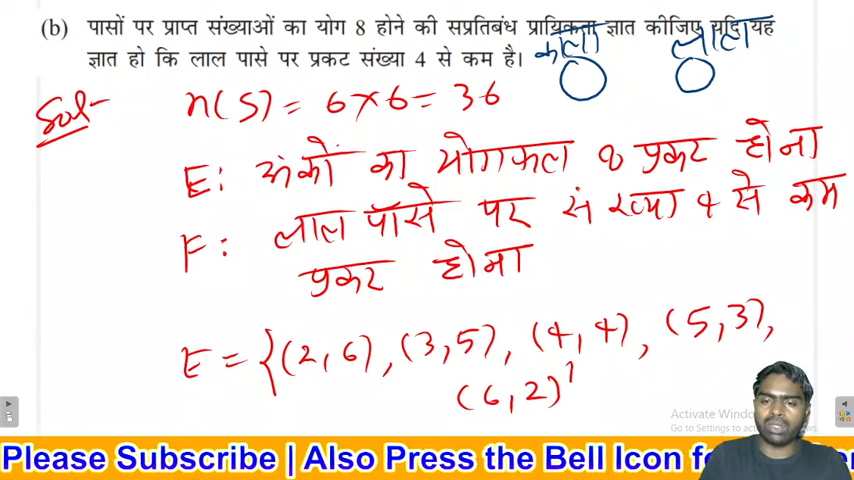 (b) पासों पर प्राप्त संख्याओं का योग 8 होने की सप्रतिबंध प्रायिकता ज्ञात कीजिए यदि यह
ज्ञात हो कि लाल पासे पर प्रकट संख्या 4 से कम है।
काला
लाल
Sol-
n(S) = 6×6 = 36
E: अंकों का योगफल 8 प्रकट होना
F: लाल पॉसे पर संख्या 4 से कम
प्रकट होना
E = {(2,6), (3,5), (4,4), (5,3),
(6,2)
Activate Windo
Go to Settings to activate
Please Subscribe | Also Press the Bell Icon fo